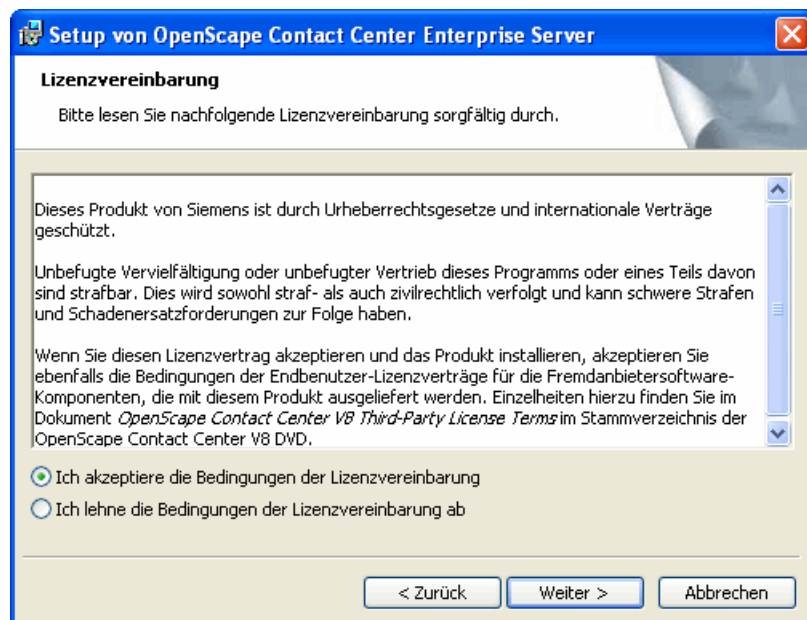 Setup von OpenScape Contact Center Enterprise Server
Lizenzvereinbarung
Bitte lesen Sie nachfolgende Lizenzvereinbarung sorgfältig durch.
Dieses Produkt von Siemens ist durch Urheberrechtsgesetze und internationale Verträge
geschützt.
Unbefugte Vervielfältigung oder unbefugter Vertrieb dieses Programms oder eines Teils davon
sind strafbar. Dies wird sowohl straf- als auch zivilrechtlich verfolgt und kann schwere Strafen
und Schadenersatzforderungen zur Folge haben.
Wenn Sie diesen Lizenzvertrag akzeptieren und das Produkt installieren, akzeptieren Sie
ebenfalls die Bedingungen der Endbenutzer-Lizenzverträge für die Fremdanbietersoftware-
Komponenten, die mit diesem Produkt ausgeliefert werden. Einzelheiten hierzu finden Sie im
Dokument OpenScape Contact Center V8 Third-Party License Terms im Stammverzeichnis der
OpenScape Contact Center V8 DVD.
Ich akzeptiere die Bedingungen der Lizenzvereinbarung
Ich lehne die Bedingungen der Lizenzvereinbarung ab
< Zurück
Weiter >
Abbrechen